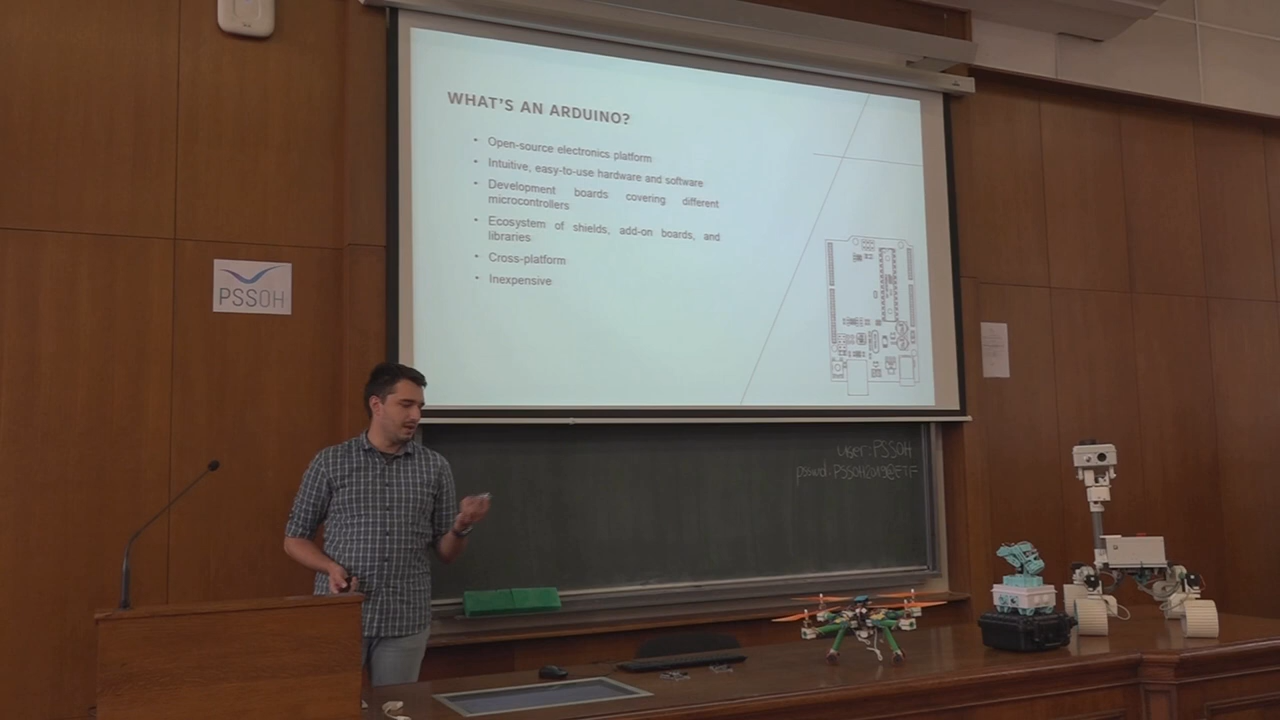 WHAT'S AN ARDUINO?
• Open-source electronics platform
• Intuitive, easy-to-use hardware and software
• Development boards covering different
microcontrollers
• Ecosystem of shields, add-on boards, and
libraries
• Cross-platform
• Inexpensive
PSSOH
user: PSSOH
psswd: PSSOH2019@ETF